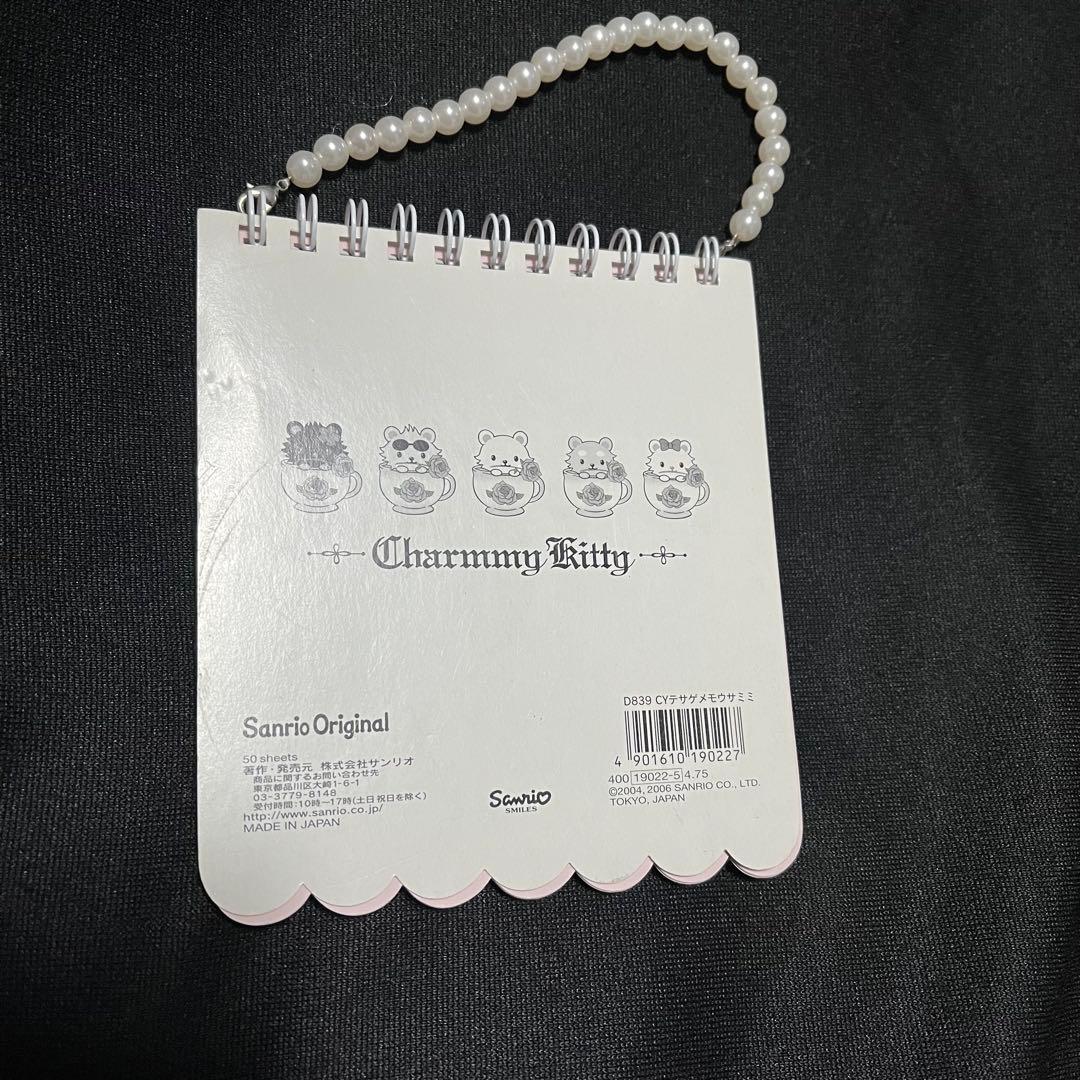 Charmmy Kitty
D839 CYテサゲメモウサミミ
4 901610 190227
400 19022-5 4.75
©2004, 2006 SANRIO CO., LTD.
TOKYO, JAPAN
Sanrio Original
50 sheets
著作・発売元 株式会社サンリオ
商品に関するお問い合わせ先
東京都品川区大崎1-6-1
03-3779-8148
受付時間:10時〜17時(土日祝日を除く)
http://www.sanrio.co.jp/
MADE IN JAPAN
Sanrio
SMILES